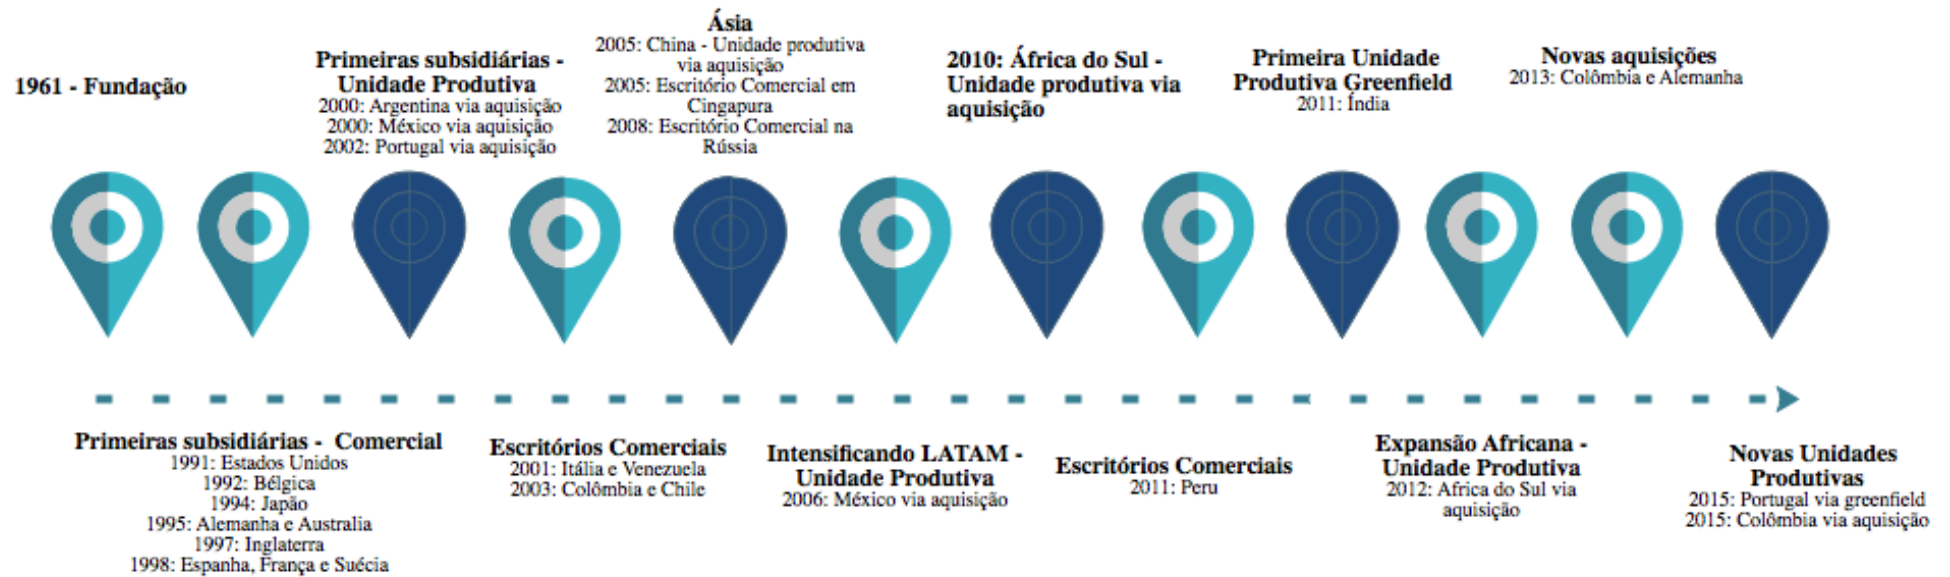 1961 - Fundação
Primeiras subsidiárias - Comercial
1991: Estados Unidos
1992: Bélgica
1994: Japão
1995: Alemanha e Australia
1997: Inglaterra
1998: Espanha, França e Suécia
Primeiras subsidiárias -
Unidade Produtiva
2000: Argentina via aquisição
2000: México via aquisição
2002: Portugal via aquisição
Escritórios Comerciais
2001: Itália e Venezuela
2003: Colômbia e Chile
Ásia
2005: China - Unidade produtiva
via aquisição
2005: Escritório Comercial em
Cingapura
2008: Escritório Comercial na
Rússia
Intensificando LATAM -
Unidade Produtiva
2006: México via aquisição
2010: África do Sul -
Unidade produtiva via
aquisição
Escritórios Comerciais
2011: Peru
Primeira Unidade
Produtiva Greenfield
2011: Índia
Expansão Africana -
Unidade Produtiva
2012: Africa do Sul via
aquisição
Novas aquisições
2013: Colômbia e Alemanha
Novas Unidades
Produtivas
2015: Portugal via greenfield
2015: Colômbia via aquisição